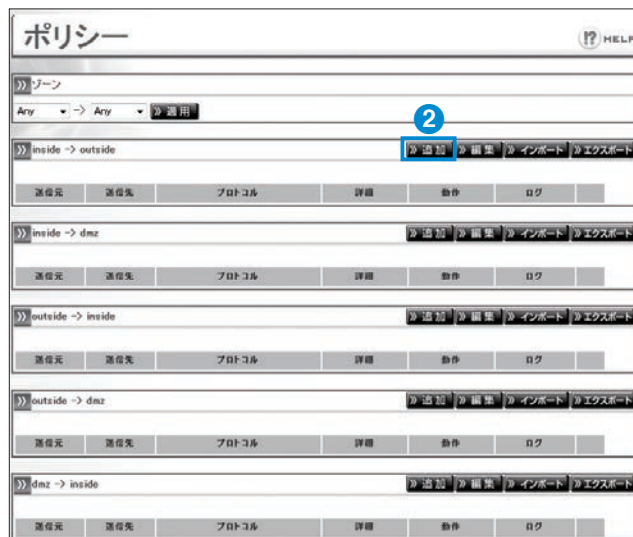 ポリシー
!? HELP
ゾーン
Any -> Any 適用
2
inside -> outside 追加 編集 インポート エクスポート
送信元 送信先 プロトコル 詳細 動作 ログ
inside -> dmz 追加 編集 インポート エクスポート
送信元 送信先 プロトコル 詳細 動作 ログ
outside -> inside 追加 編集 インポート エクスポート
送信元 送信先 プロトコル 詳細 動作 ログ
outside -> dmz 追加 編集 インポート エクスポート
送信元 送信先 プロトコル 詳細 動作 ログ
dmz -> inside 追加 編集 インポート エクスポート
送信元 送信先 プロトコル 詳細 動作 ログ